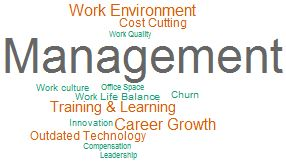 Work Environment
Cost Cutting
Work Quality
Management
Work culture
Office Space
Work Life Balance
Churn
Training & Learning
Innovation
Career Growth
Outdated Technology
Compensation
Leadership